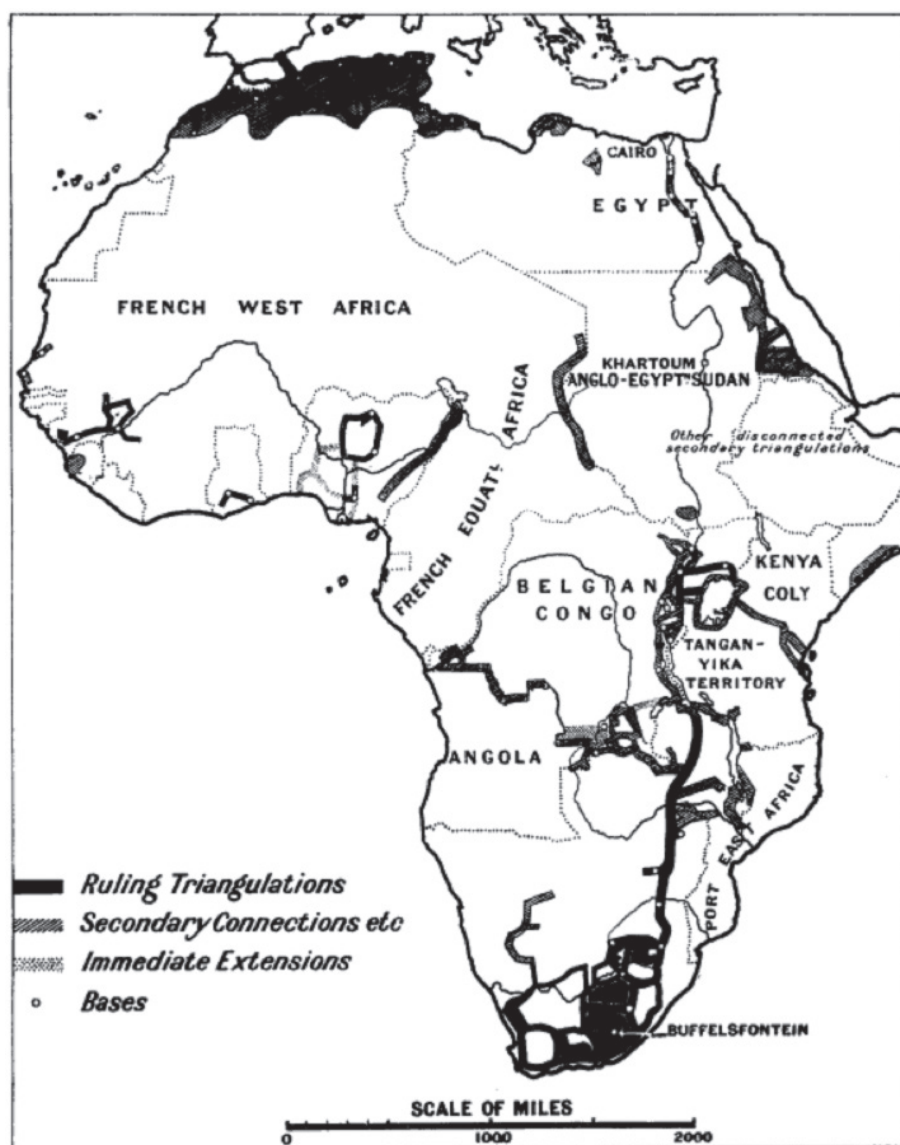 CAIRO
EGYPT
FRENCH WEST AFRICA
KHARTOUM
ANGLO-EGYPTN SUDAN
Other disconnected
secondary triangulations
FRENCH EQUATL AFRICA
BELGIAN
CONGO
KENYA
COLY
TANGAN-
YIKA
TERRITORY
ANGOLA
PORT EAST AFRICA
Ruling Triangulations
Secondary Connections etc
Immediate Extensions
Bases
BUFFELSFONTEIN
SCALE OF MILES
0 1000 2000